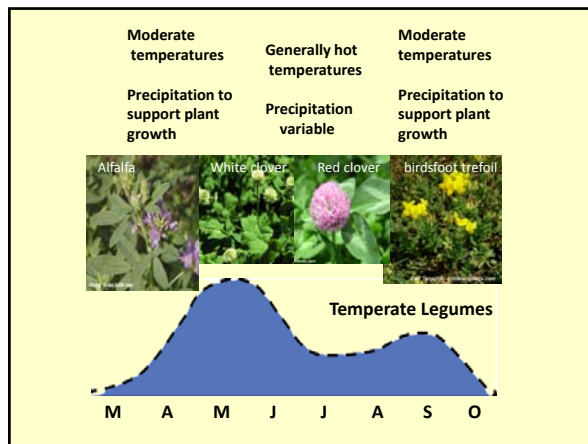 Moderate
temperatures
Precipitation to
support plant
growth
Generally hot
temperatures
Precipitation
variable
Moderate
temperatures
Precipitation to
support plant
growth
Alfalfa
White clover
Red clover
birdsfoot trefoil
Temperate Legumes
M A M J J A S O